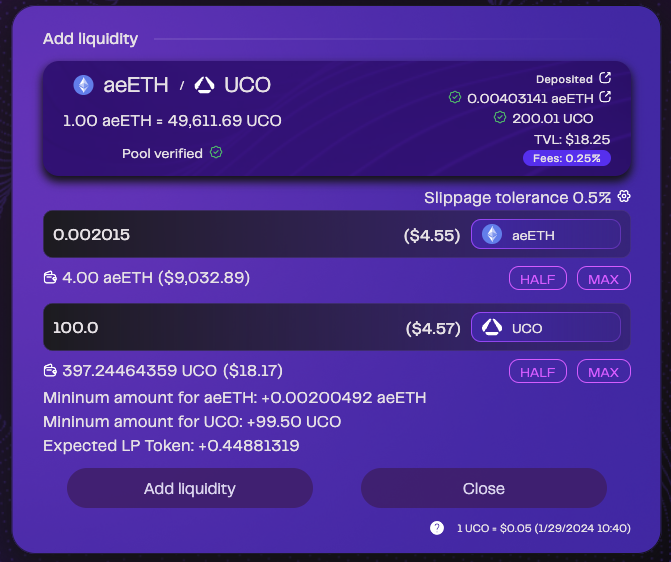 Add liquidity
aeETH / UCO
1.00 aeETH = 49,611.69 UCO
Pool verified
Deposited
0.00403141 aeETH
200.01 UCO
TVL: $18.25
Fees: 0.25%
Slippage tolerance 0.5%
0.002015 ($4.55) aeETH
4.00 aeETH ($9,032.89) HALF MAX
100.0 ($4.57) UCO
397.24464359 UCO ($18.17) HALF MAX
Mininum amount for aeETH: +0.00200492 aeETH
Mininum amount for UCO: +99.50 UCO
Expected LP Token: +0.44881319
Add liquidity Close
? 1 UCO = $0.05 (1/29/2024 10:40)